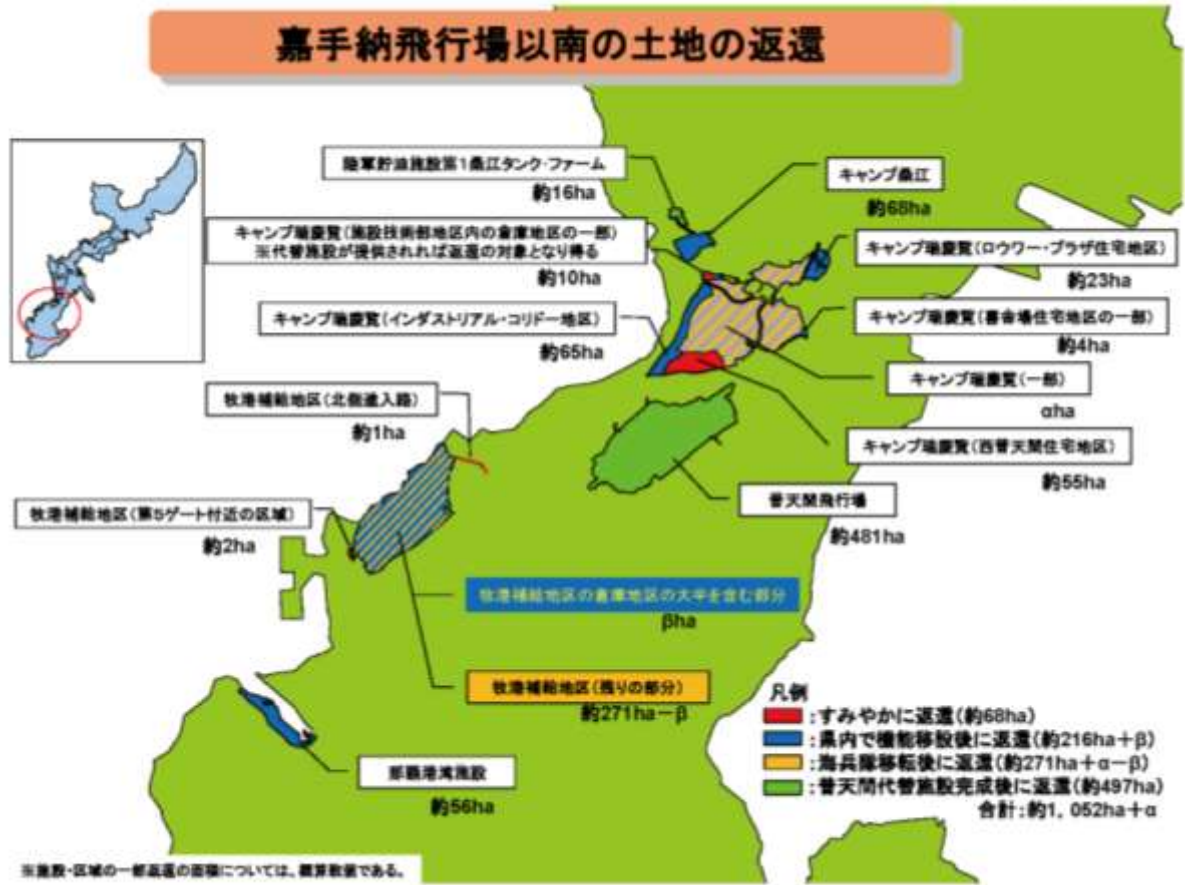 嘉手納飛行場以南の土地の返還
陸軍貯油施設第1桑江タンク・ファーム
約16ha
キャンプ桑江
約68ha
キャンプ瑞慶覧(施設技術部地区内の倉庫地区の一部)
※代替施設が提供されれば返還の対象となり得る
約10ha
キャンプ瑞慶覧(ロウワー・プラザ住宅地区)
約23ha
キャンプ瑞慶覧(インダストリアル・コリドー地区)
約65ha
キャンプ瑞慶覧(喜舎場住宅地区の一部)
約4ha
キャンプ瑞慶覧(一部)
αha
牧港補給地区(北側進入路)
約1ha
キャンプ瑞慶覧(西普天間住宅地区)
約55ha
普天間飛行場
約481ha
牧港補給地区(第5ゲート付近の区域)
約2ha
牧港補給地区の倉庫地区の大半を含む部分
βha
牧港補給地区(残りの部分)
約271ha-β
那覇港湾施設
約56ha
凡例
:すみやかに返還(約68ha)
:県内で機能移設後に返還(約216ha+β)
:海兵隊移転後に返還(約271ha+α-β)
:普天間代替施設完成後に返還(約497ha)
合計:約1,052ha+α
※施設・区域の一部返還の面積については、概算数値である。